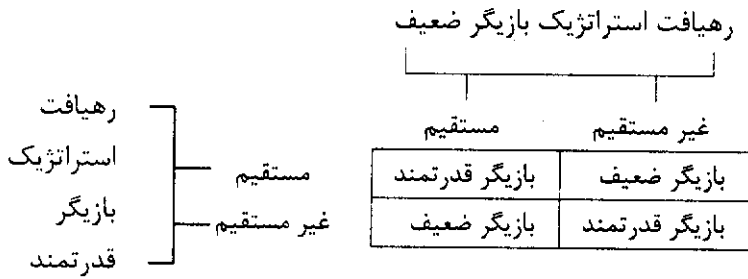 رهیافت استراتژیک بازیگر ضعیف
غیر مستقیم مستقیم
بازیگر ضعیف بازیگر قدرتمند
بازیگر قدرتمند بازیگر ضعیف
مستقیم
غیر مستقیم
رهیافت
استراتژیک
بازیگر
قدرتمند